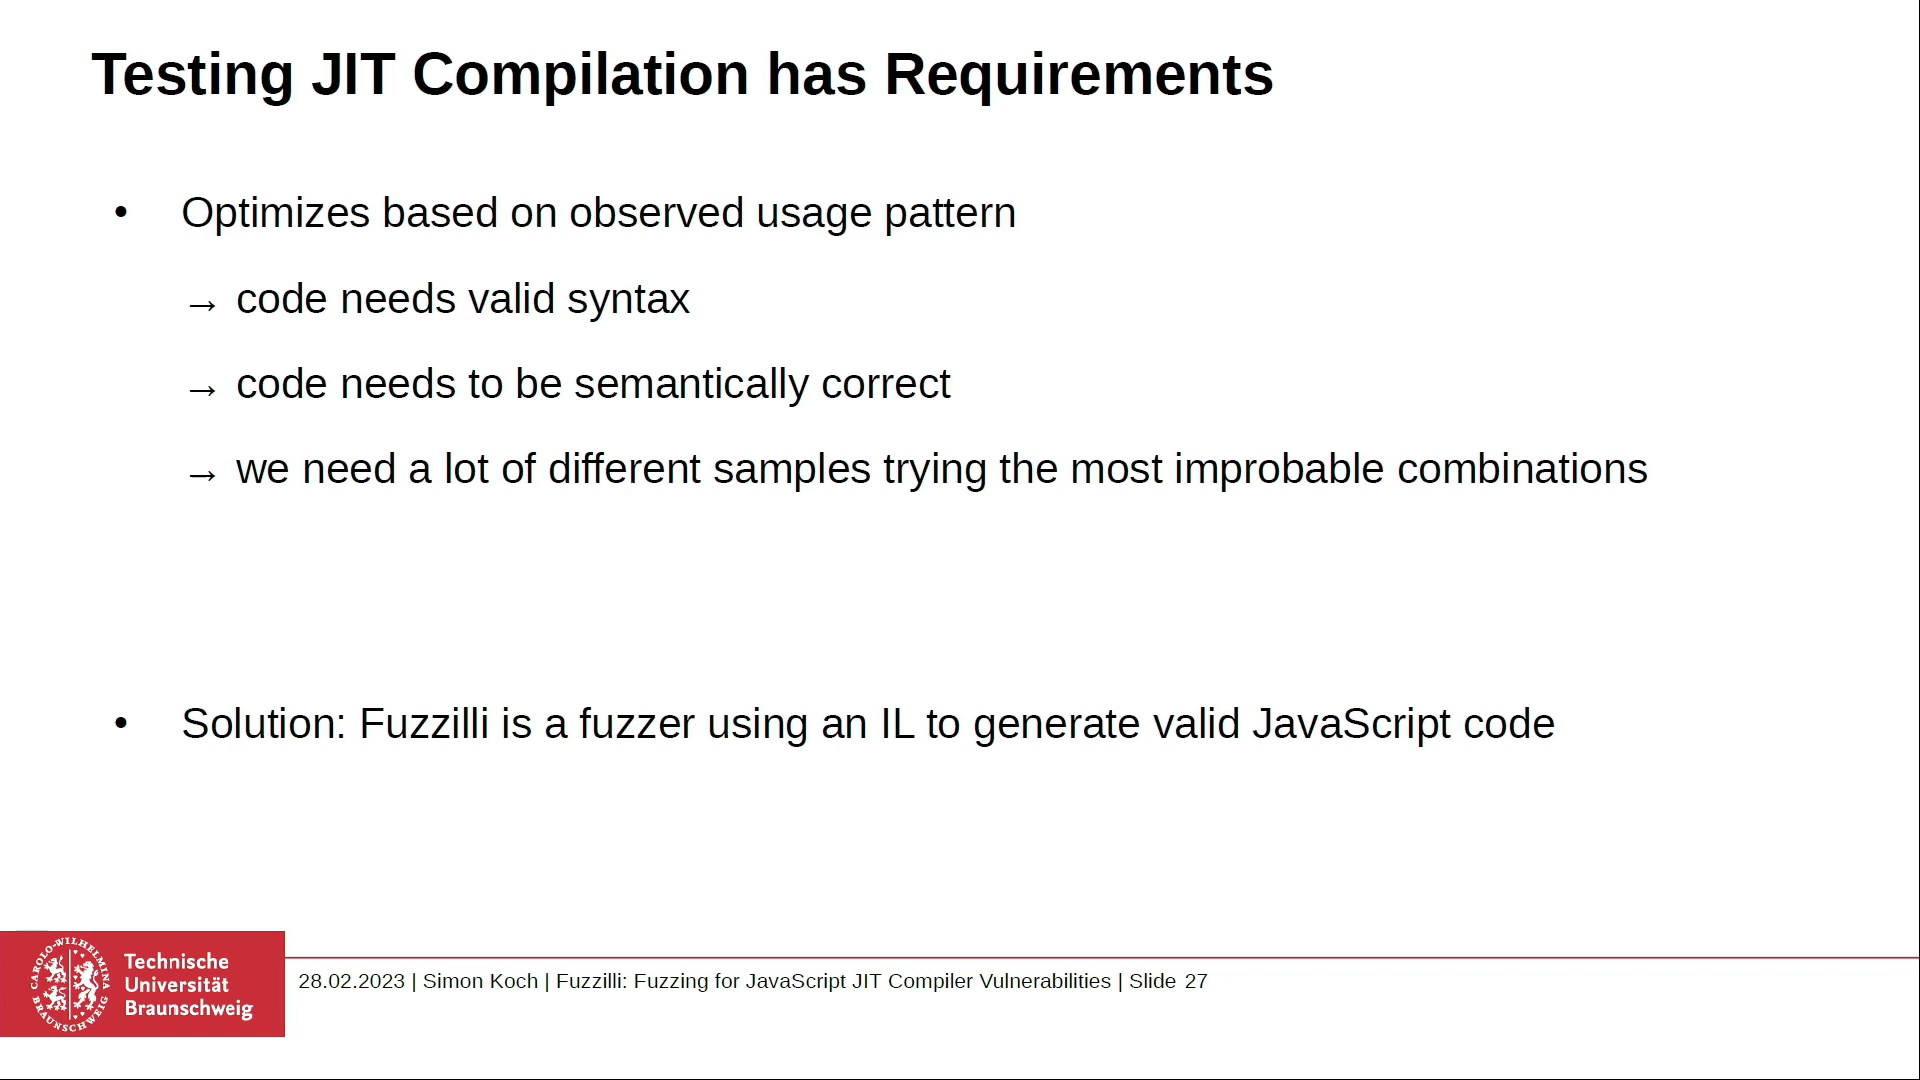 Testing JIT Compilation has Requirements
• Optimizes based on observed usage pattern
→ code needs valid syntax
→ code needs to be semantically correct
→ we need a lot of different samples trying the most improbable combinations
• Solution: Fuzzilli is a fuzzer using an IL to generate valid JavaScript code
CAROLO-WILHELMINA
BRAUNSCHWEIG
Technische
Universität
Braunschweig
28.02.2023 | Simon Koch | Fuzzilli: Fuzzing for JavaScript JIT Compiler Vulnerabilities | Slide 27